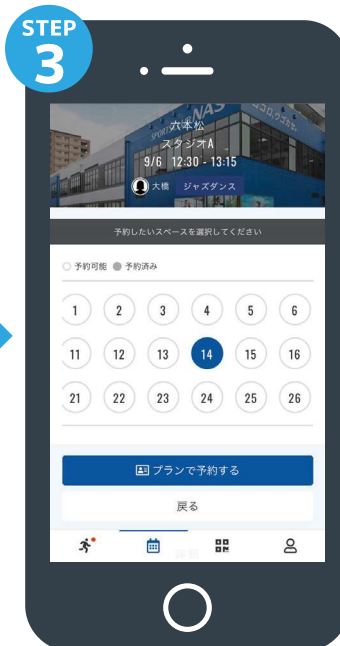 STEP
3
NAS
六本松
スタジオA
9/6 12:30 - 13:15
大橋 ジャズダンス
予約したいスペースを選択してください
予約可能 予約済み
1 2 3 4 5 6
11 12 13 14 15 16
21 22 23 24 25 26
プランで予約する
戻る